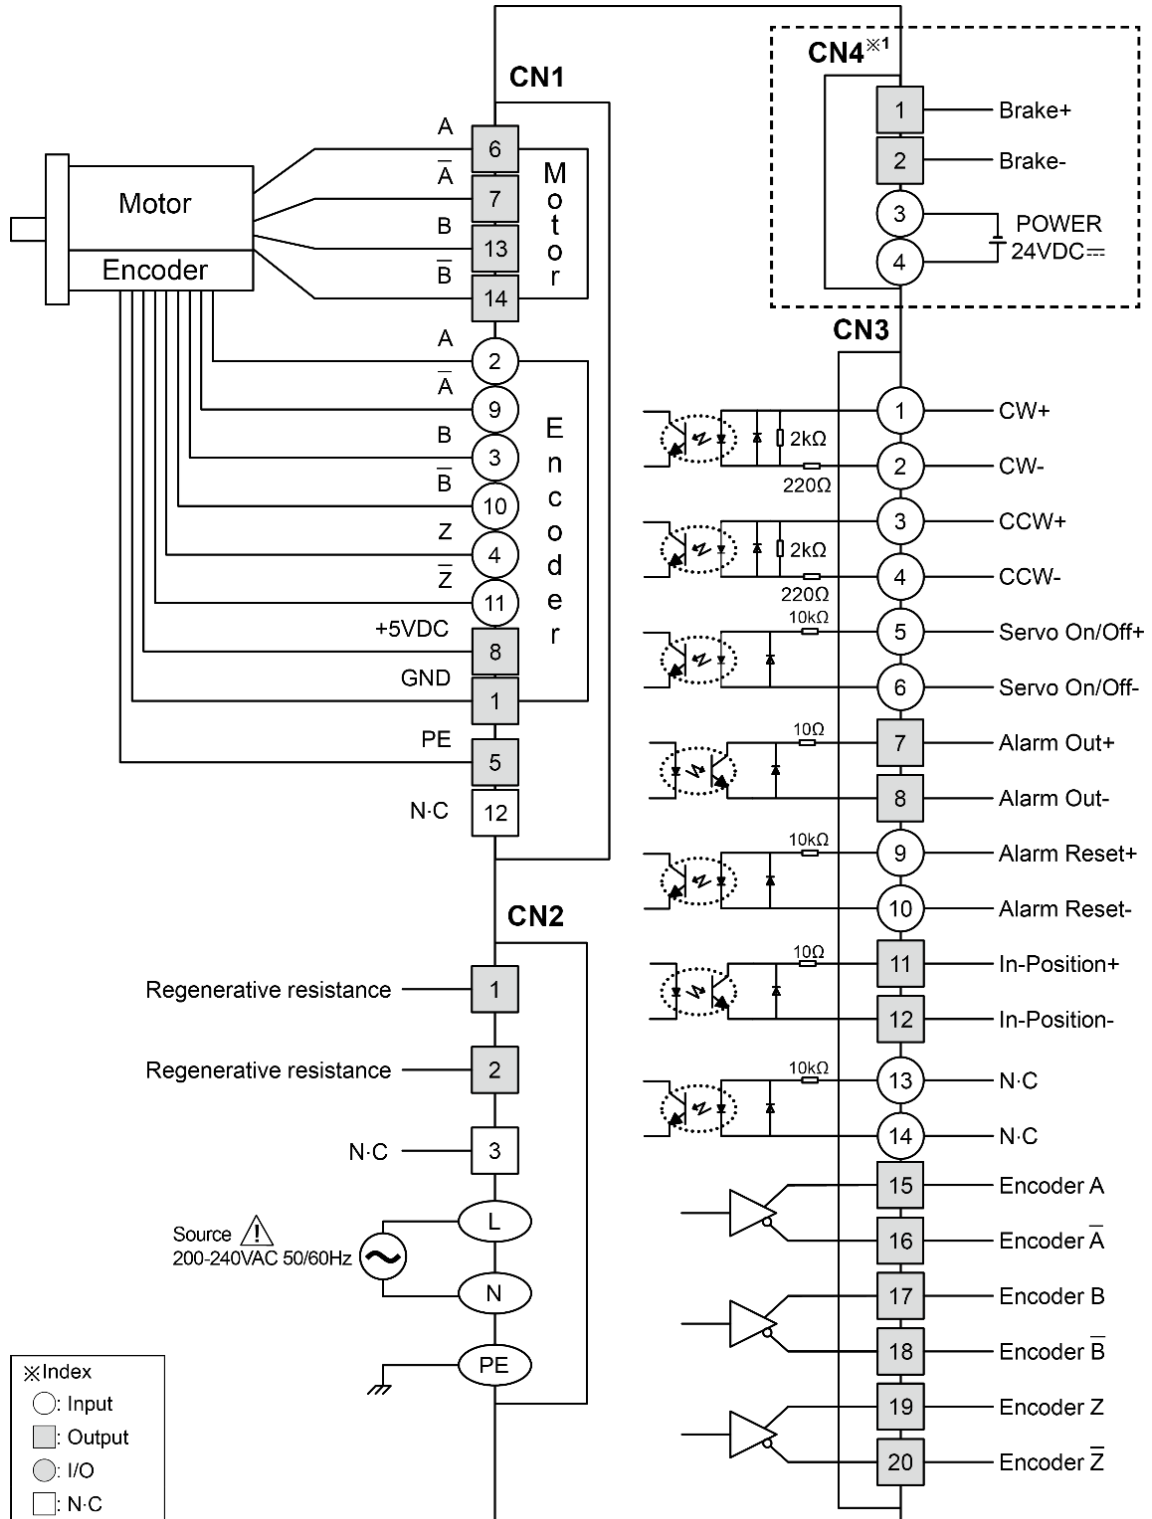 CN1
A
6
A̅
7
B
13
B̅
14
Motor
Motor
Encoder
A
2
A̅
9
B
3
B̅
10
Z
4
Z̅
11
+5VDC
8
GND
1
PE
5
N·C
12
Encoder
CN2
Regenerative resistance
1
Regenerative resistance
2
N·C
3
Source
!
200-240VAC 50/60Hz
L
N
PE
※Index
: Input
: Output
: I/O
: N·C
CN4※1
1 Brake+
2 Brake-
3
4
POWER
24VDC⎓
CN3
1 CW+
2kΩ
2 CW-
220Ω
3 CCW+
2kΩ
4 CCW-
220Ω
10kΩ
5 Servo On/Off+
6 Servo On/Off-
10Ω
7 Alarm Out+
8 Alarm Out-
10kΩ
9 Alarm Reset+
10 Alarm Reset-
10Ω
11 In-Position+
12 In-Position-
10kΩ
13 N·C
14 N·C
15 Encoder A
16 Encoder A̅
17 Encoder B
18 Encoder B̅
19 Encoder Z
20 Encoder Z̅